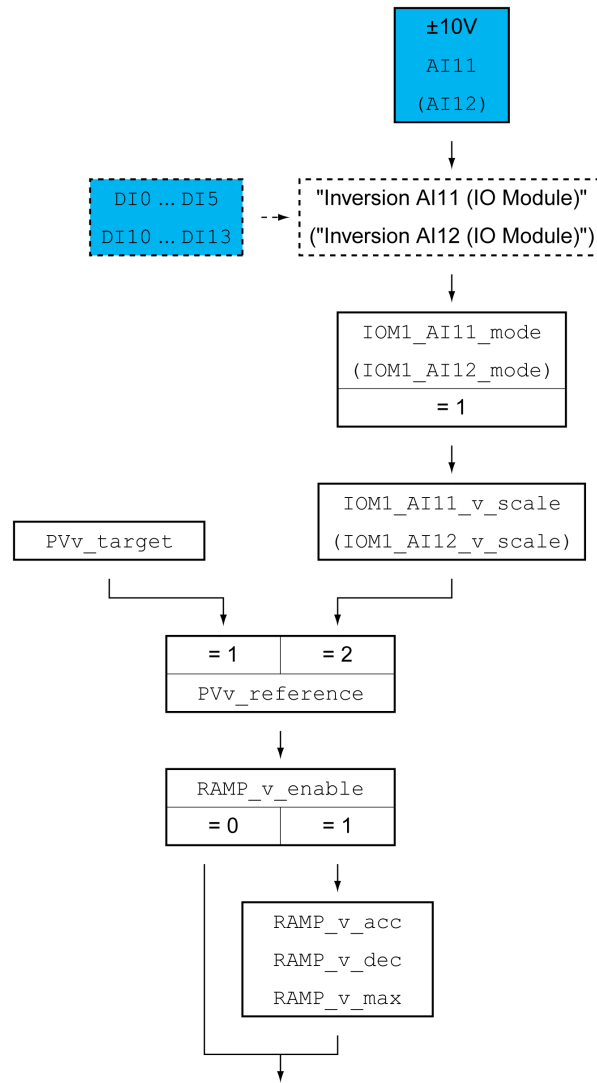 ±10V
AI11
(AI12)
DI0 ... DI5
DI10 ... DI13
"Inversion AI11 (IO Module)"
("Inversion AI12 (IO Module)")
IOM1_AI11_mode
(IOM1_AI12_mode)
= 1
IOM1_AI11_v_scale
(IOM1_AI12_v_scale)
PVv_target
= 1
= 2
PVv_reference
RAMP_v_enable
= 0
= 1
RAMP_v_acc
RAMP_v_dec
RAMP_v_max